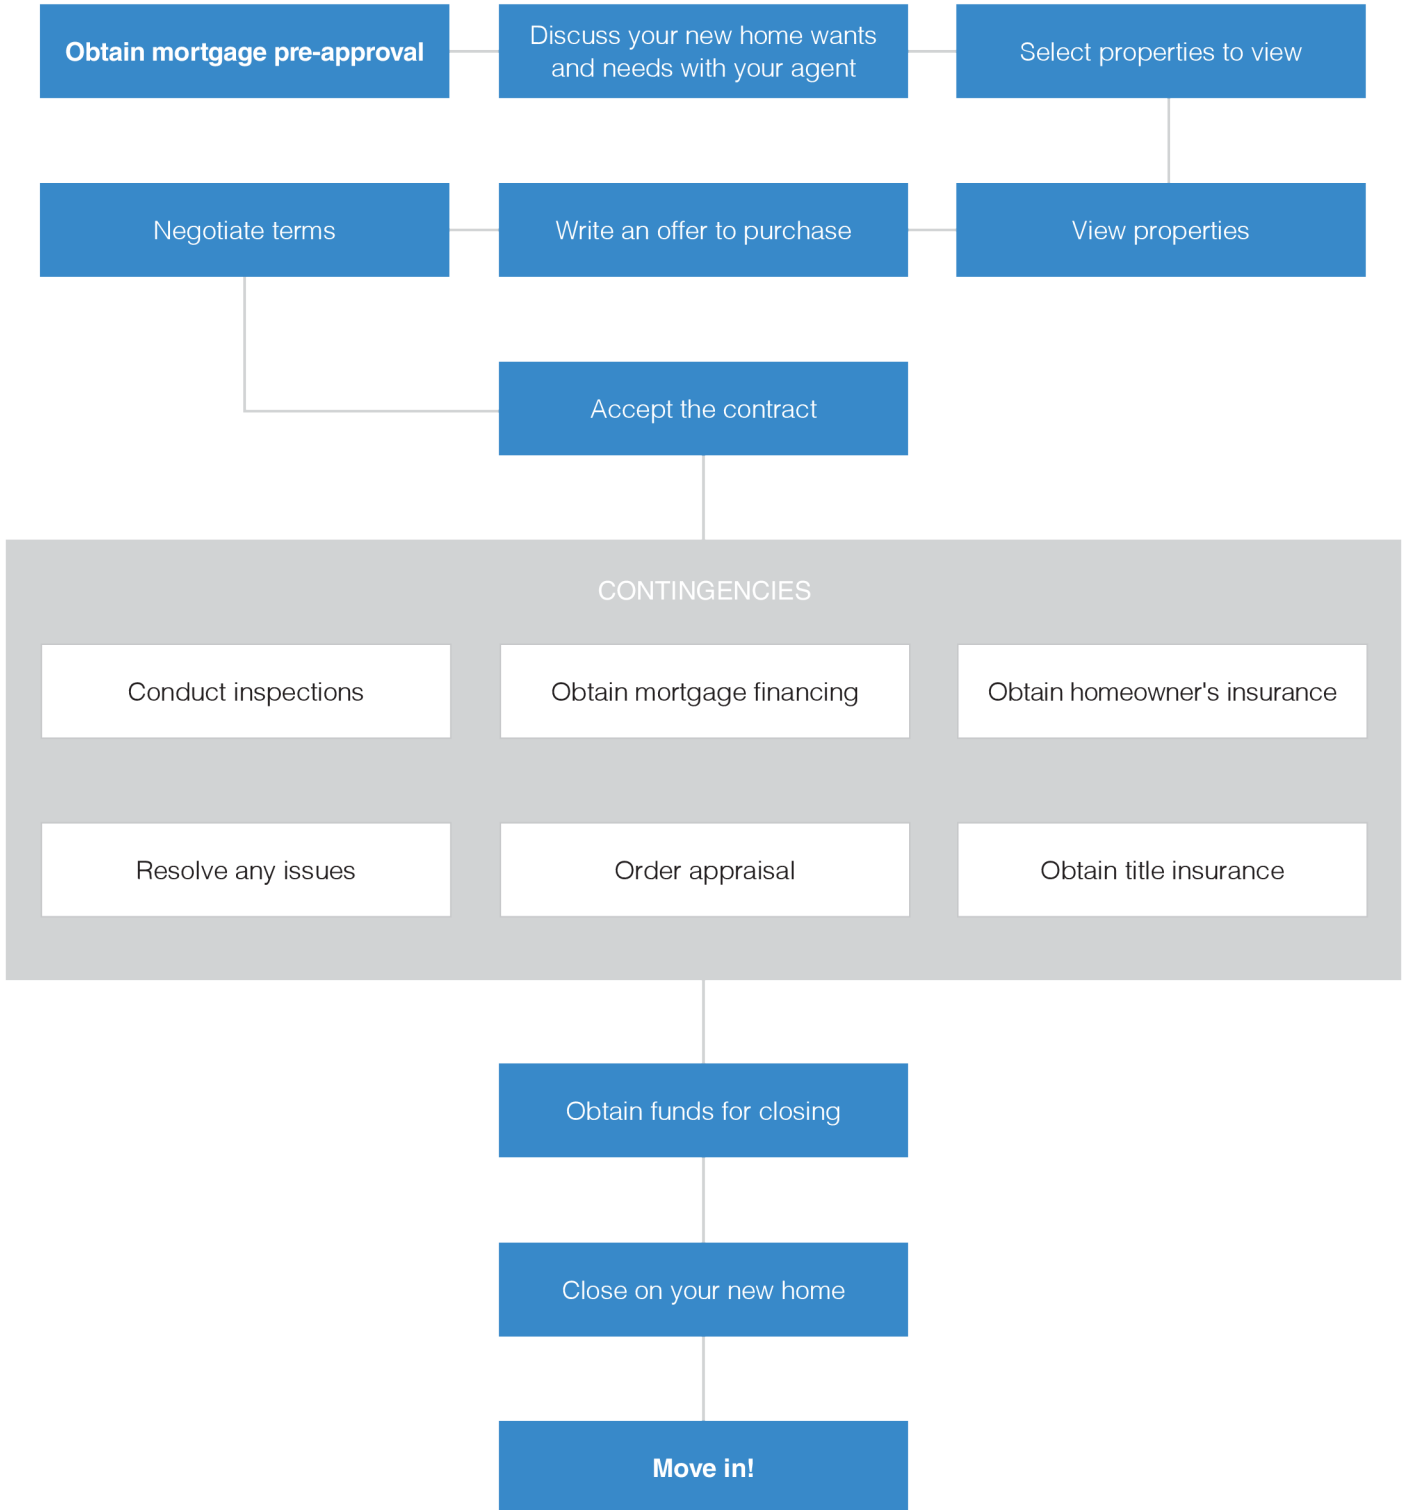 Obtain mortgage pre-approval
Discuss your new home wants
and needs with your agent
Select properties to view
View properties
Write an offer to purchase
Negotiate terms
Accept the contract
CONTINGENCIES
Conduct inspections
Obtain mortgage financing
Obtain homeowner's insurance
Resolve any issues
Order appraisal
Obtain title insurance
Obtain funds for closing
Close on your new home
Move in!